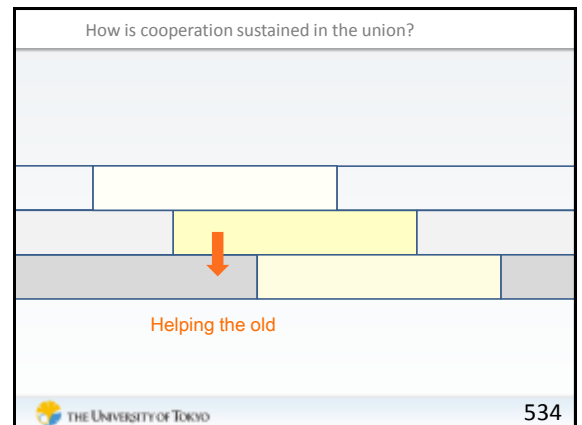 How is cooperation sustained in the union?
Helping the old
THE UNIVERSITY OF TOKYO
534